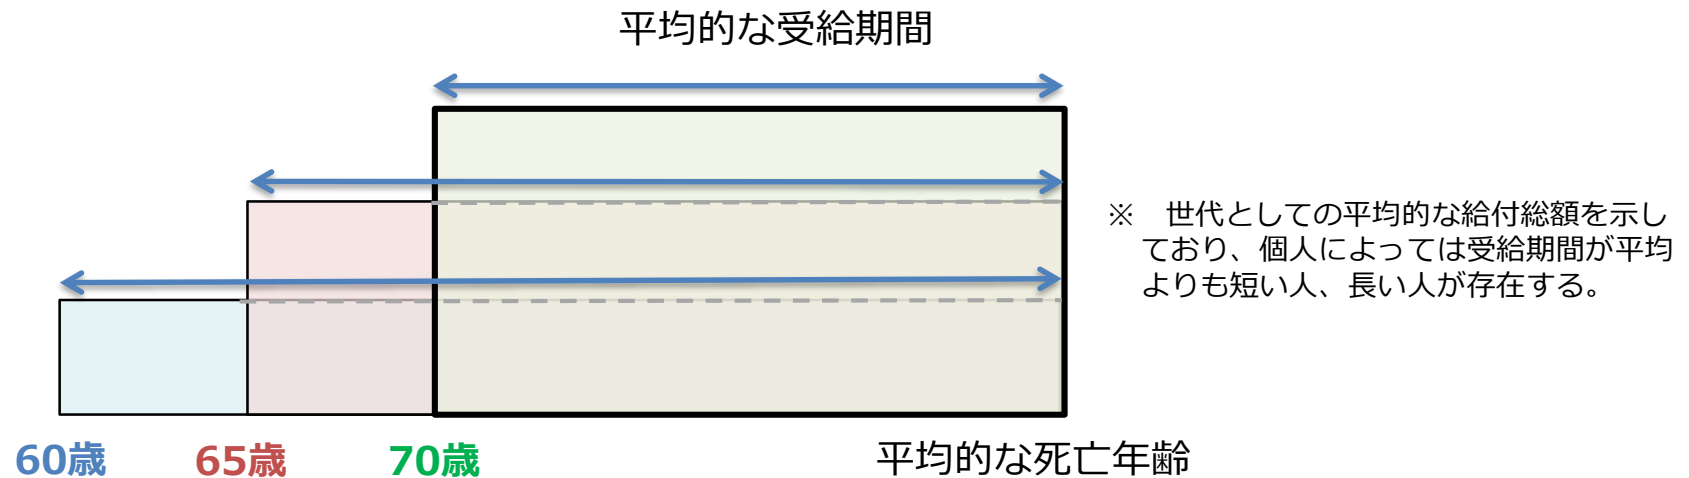 平均的な受給期間
※　世代としての平均的な給付総額を示し
ており、個人によっては受給期間が平均
よりも短い人、長い人が存在する。
60歳
65歳
70歳
平均的な死亡年齢